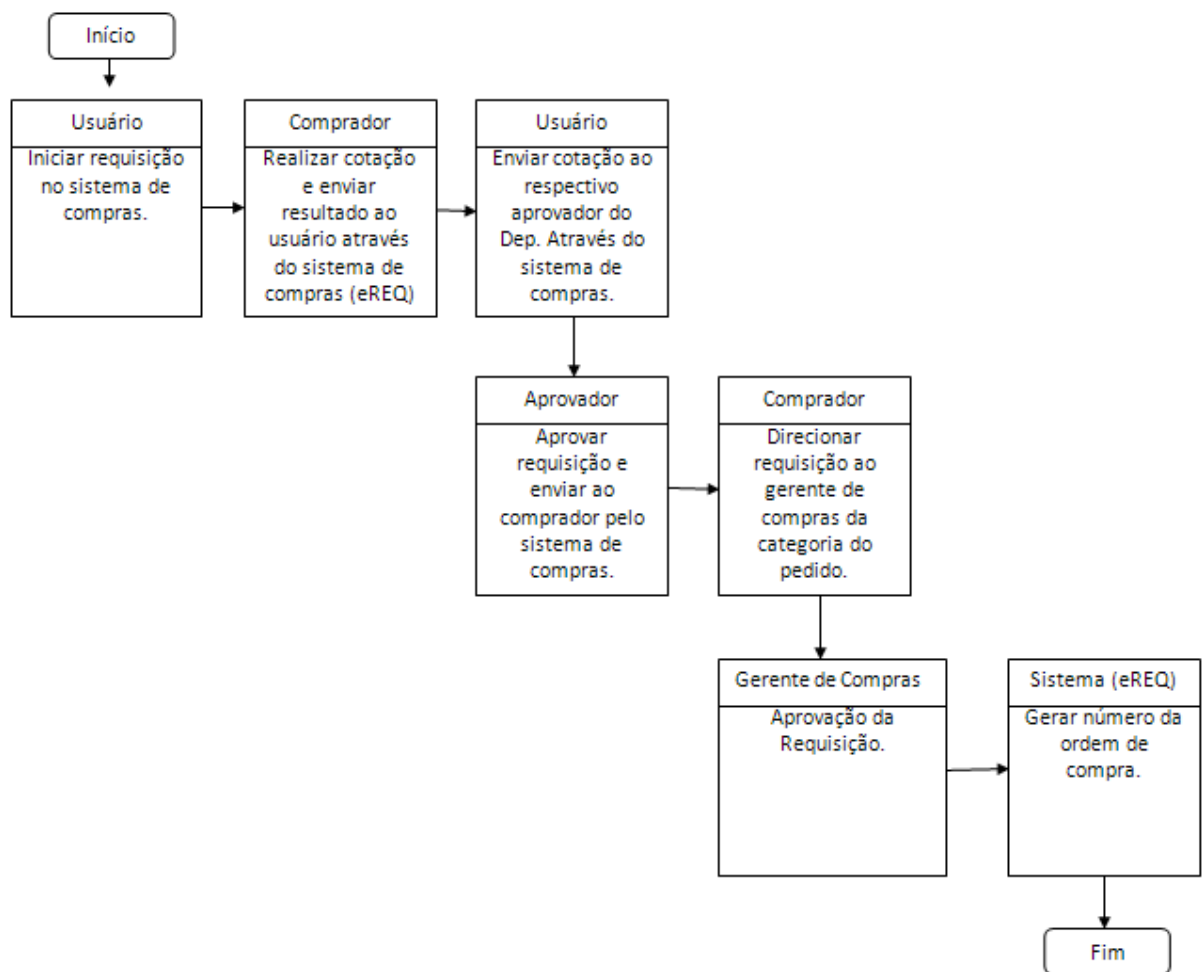 Início
Usuário
Iniciar requisição
no sistema de
compras.
Comprador
Realizar cotação
e enviar
resultado ao
usuário através
do sistema de
compras (eREQ)
Usuário
Enviar cotação ao
respectivo
aprovador do
Dep. Através do
sistema de
compras.
Aprovador
Aprovar
requisição e
enviar ao
comprador pelo
sistema de
compras.
Comprador
Direcionar
requisição ao
gerente de
compras da
categoria do
pedido.
Gerente de Compras
Aprovação da
Requisição.
Sistema (eREQ)
Gerar número da
ordem de
compra.
Fim